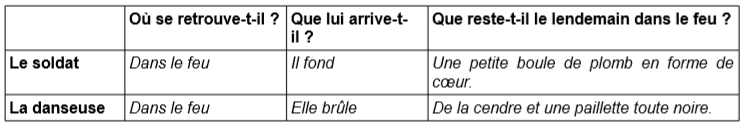 Où se retrouve-t-il ? Que lui arrive-t-il ? Que reste-t-il le lendemain dans le feu ?
Le soldat Dans le feu Il fond Une petite boule de plomb en forme de cœur.
La danseuse Dans le feu Elle brûle De la cendre et une paillette toute noire.